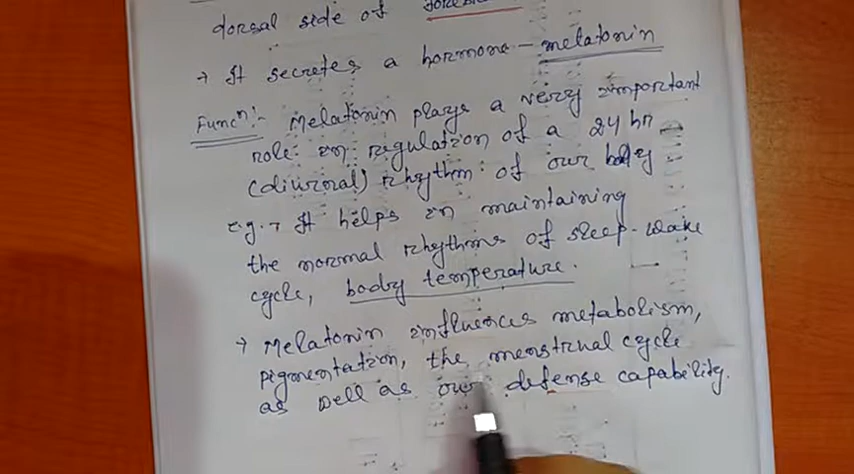 dorsal side of
→ It secretes a hormone - melatonin
Funcⁿ:- Melatonin plays a very important
role in regulation of a 24 hr
(diurnal) rhythm of our body
e.g. → It helps in maintaining
the normal rhythms of sleep-wake
cycle, body temperature.
→ Melatonin influences metabolism,
pigmentation, the menstrual cycle
as well as our defense capability.